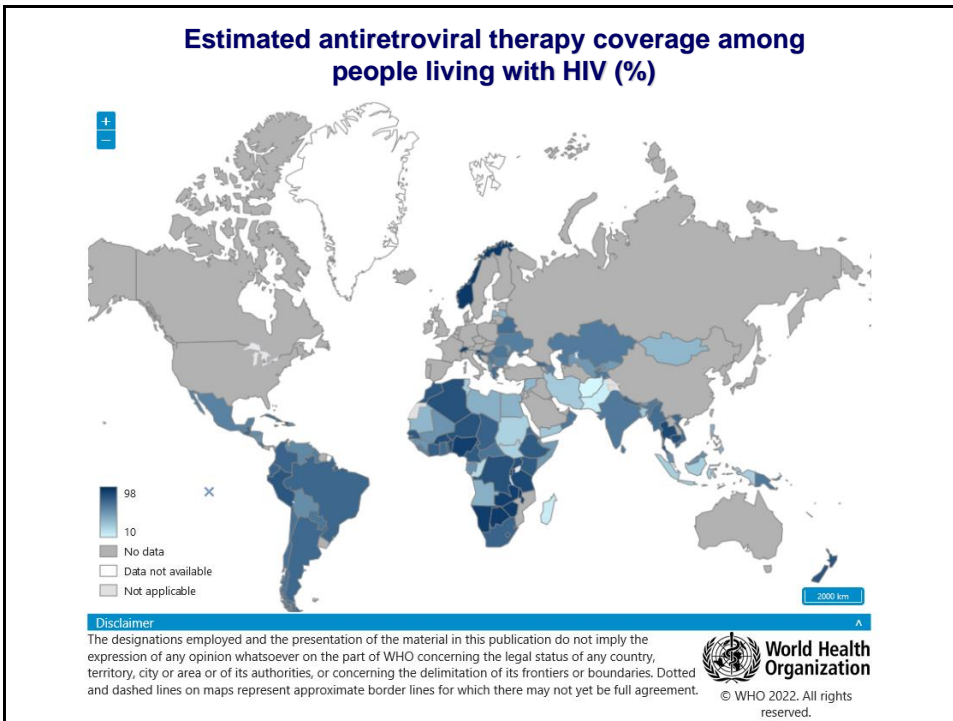 Estimated antiretroviral therapy coverage among
people living with HIV (%)
+
−
98
10
No data
Data not available
Not applicable
2000 km
Disclaimer
The designations employed and the presentation of the material in this publication do not imply the
expression of any opinion whatsoever on the part of WHO concerning the legal status of any country,
territory, city or area or of its authorities, or concerning the delimitation of its frontiers or boundaries. Dotted
and dashed lines on maps represent approximate border lines for which there may not yet be full agreement.
World Health
Organization
© WHO 2022. All rights
reserved.